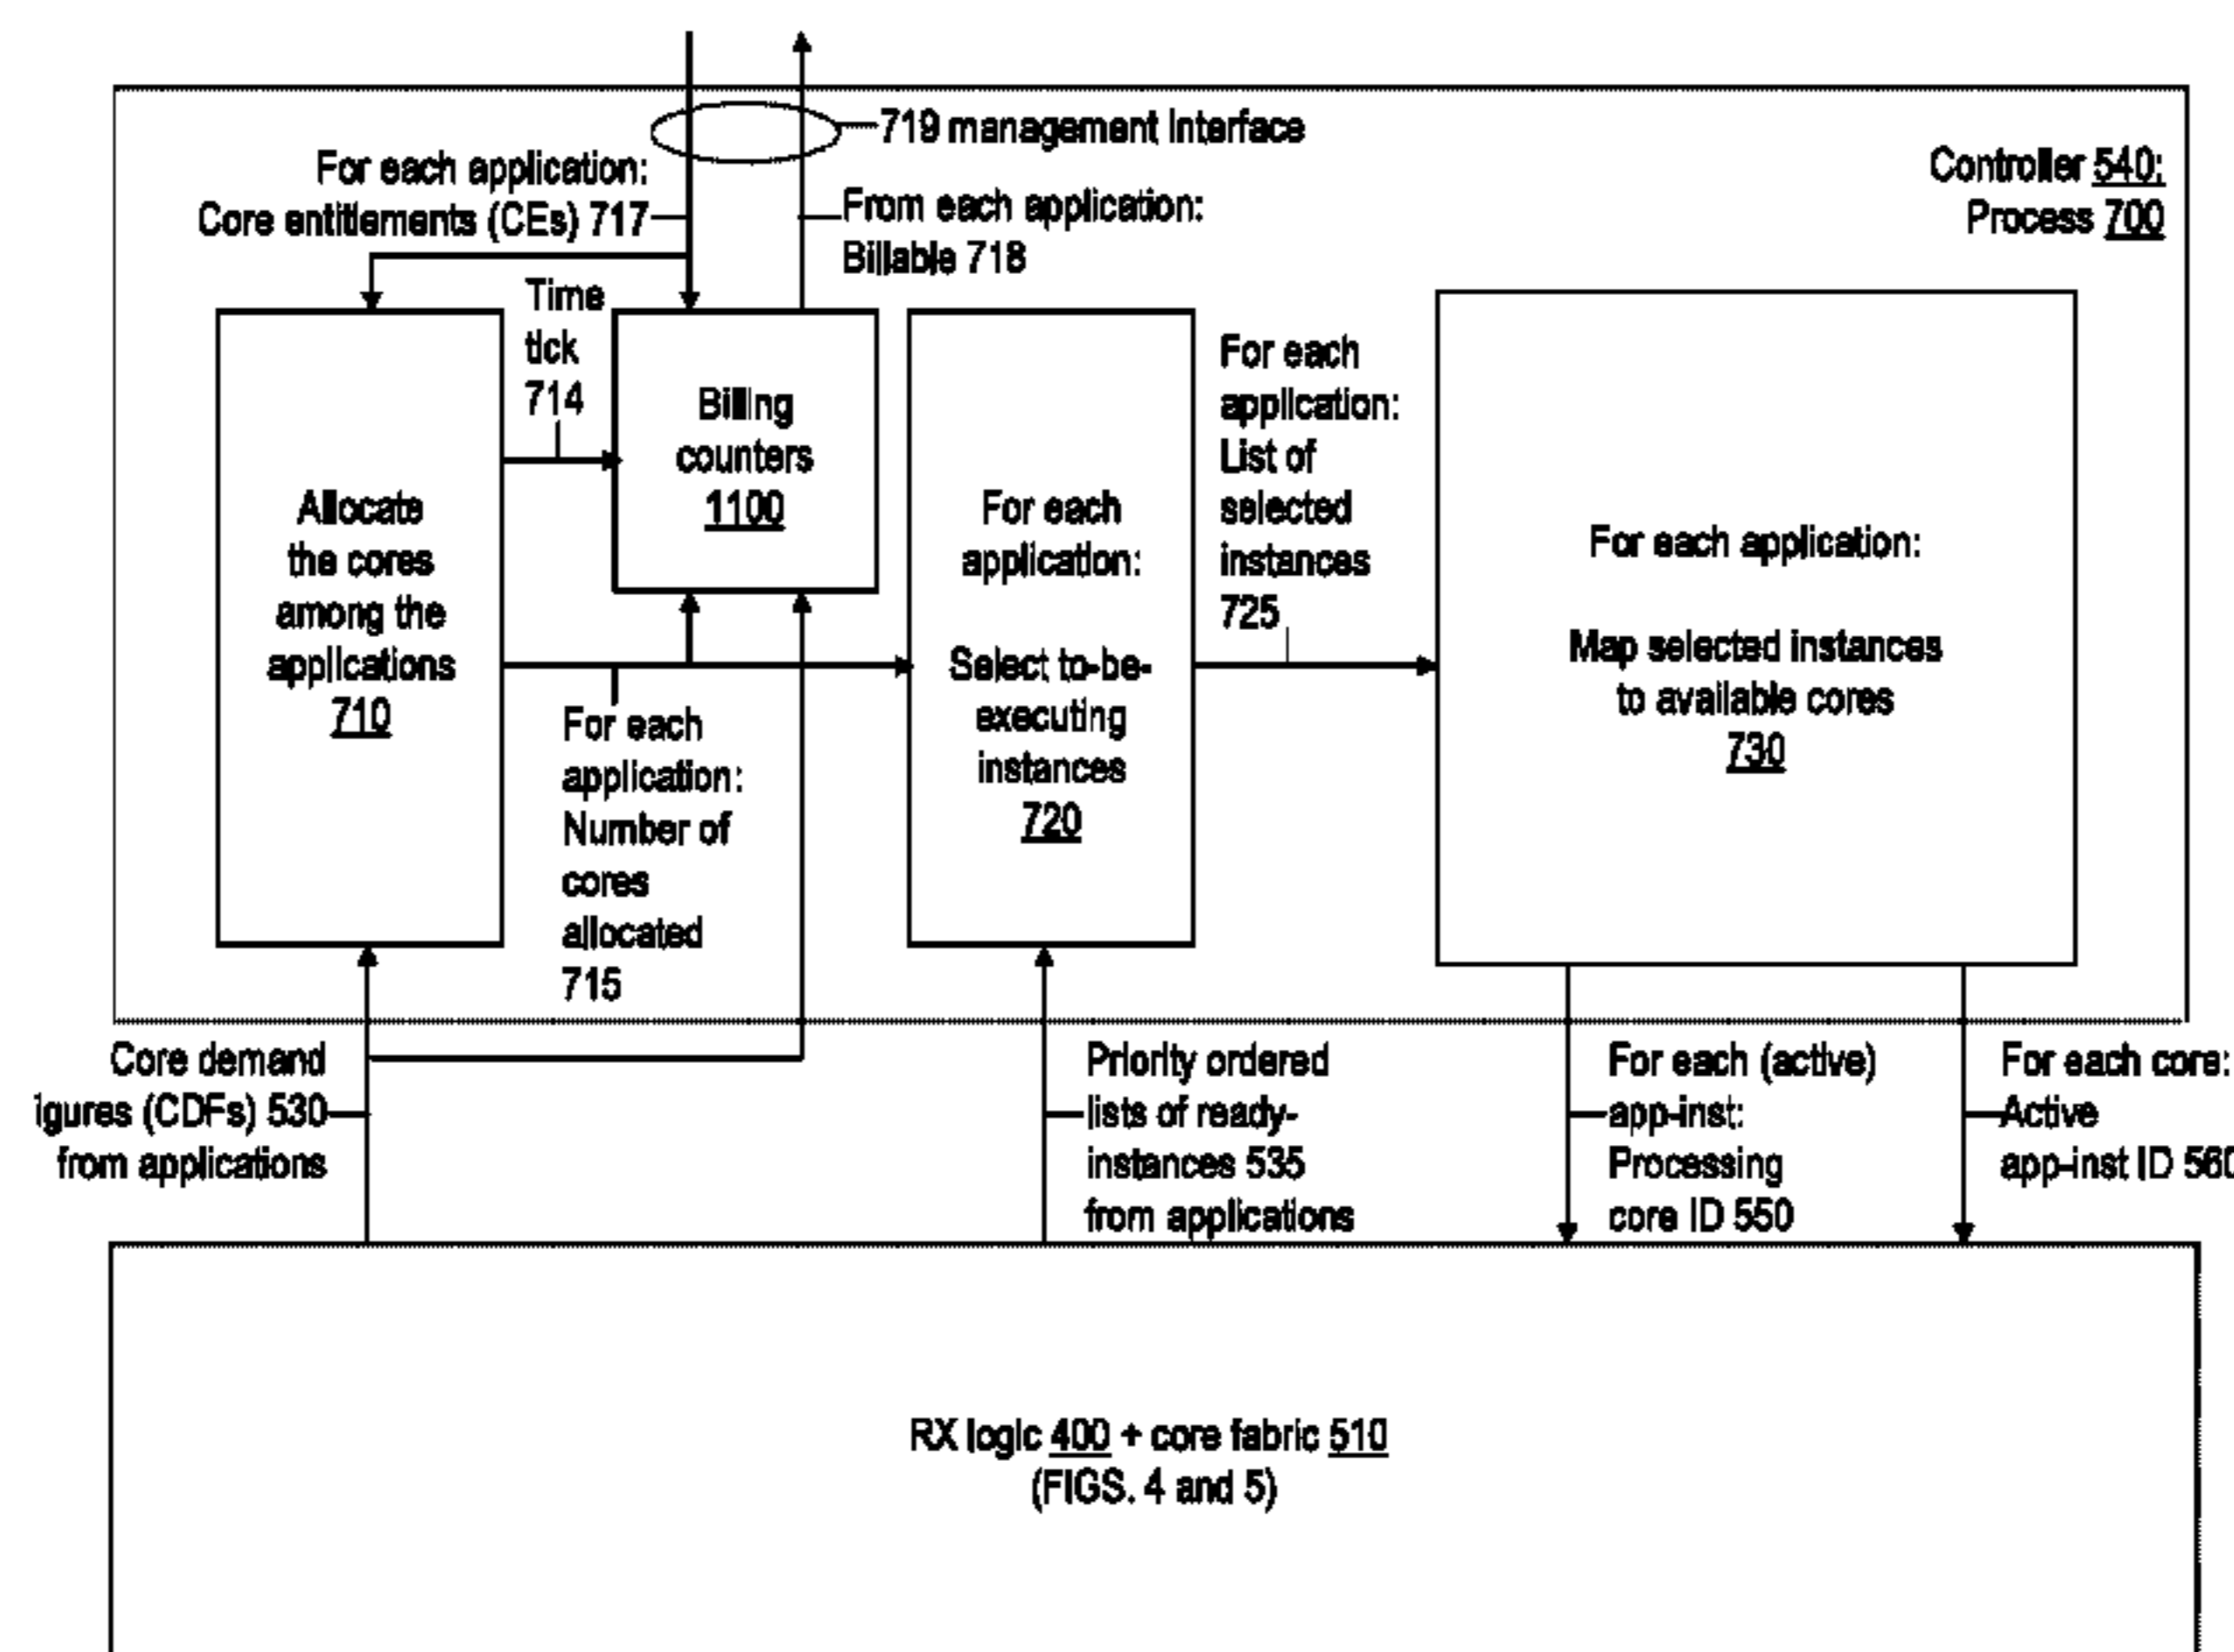 719 management interface
For each application:
Core entitlements (CEs) 717
From each application:
Billable 718
Controller 540;
Process 700
Time
tick
714
Billing
counters
1100
Allocate
the cores
among the
applications
710
For each
application:
Number of
cores
allocated
715
For each
application:
Select to-be-
executing
instances
720
For each
application:
List of
selected
instances
725
For each application:
Map selected instances
to available cores
730
Core demand
igures (CDFs) 530
from applications
Priority ordered
lists of ready-
instances 535
from applications
For each (active)
app-inst:
Processing
core ID 550
For each core:
Active
app-inst ID 560
RX logic 400 + core fabric 510
(FIGS. 4 and 5)